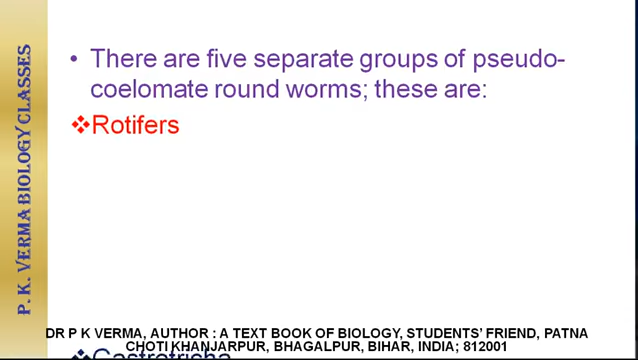 P. K. VERMA BIOLOGY CLASSES
• There are five separate groups of pseudo-
coelomate round worms; these are:
❖Rotifers
DR P K VERMA, AUTHOR : A TEXT BOOK OF BIOLOGY, STUDENTS' FRIEND, PATNA
CHOTI KHANJARPUR, BHAGALPUR, BIHAR, INDIA; 812001
❖Gastrotricha